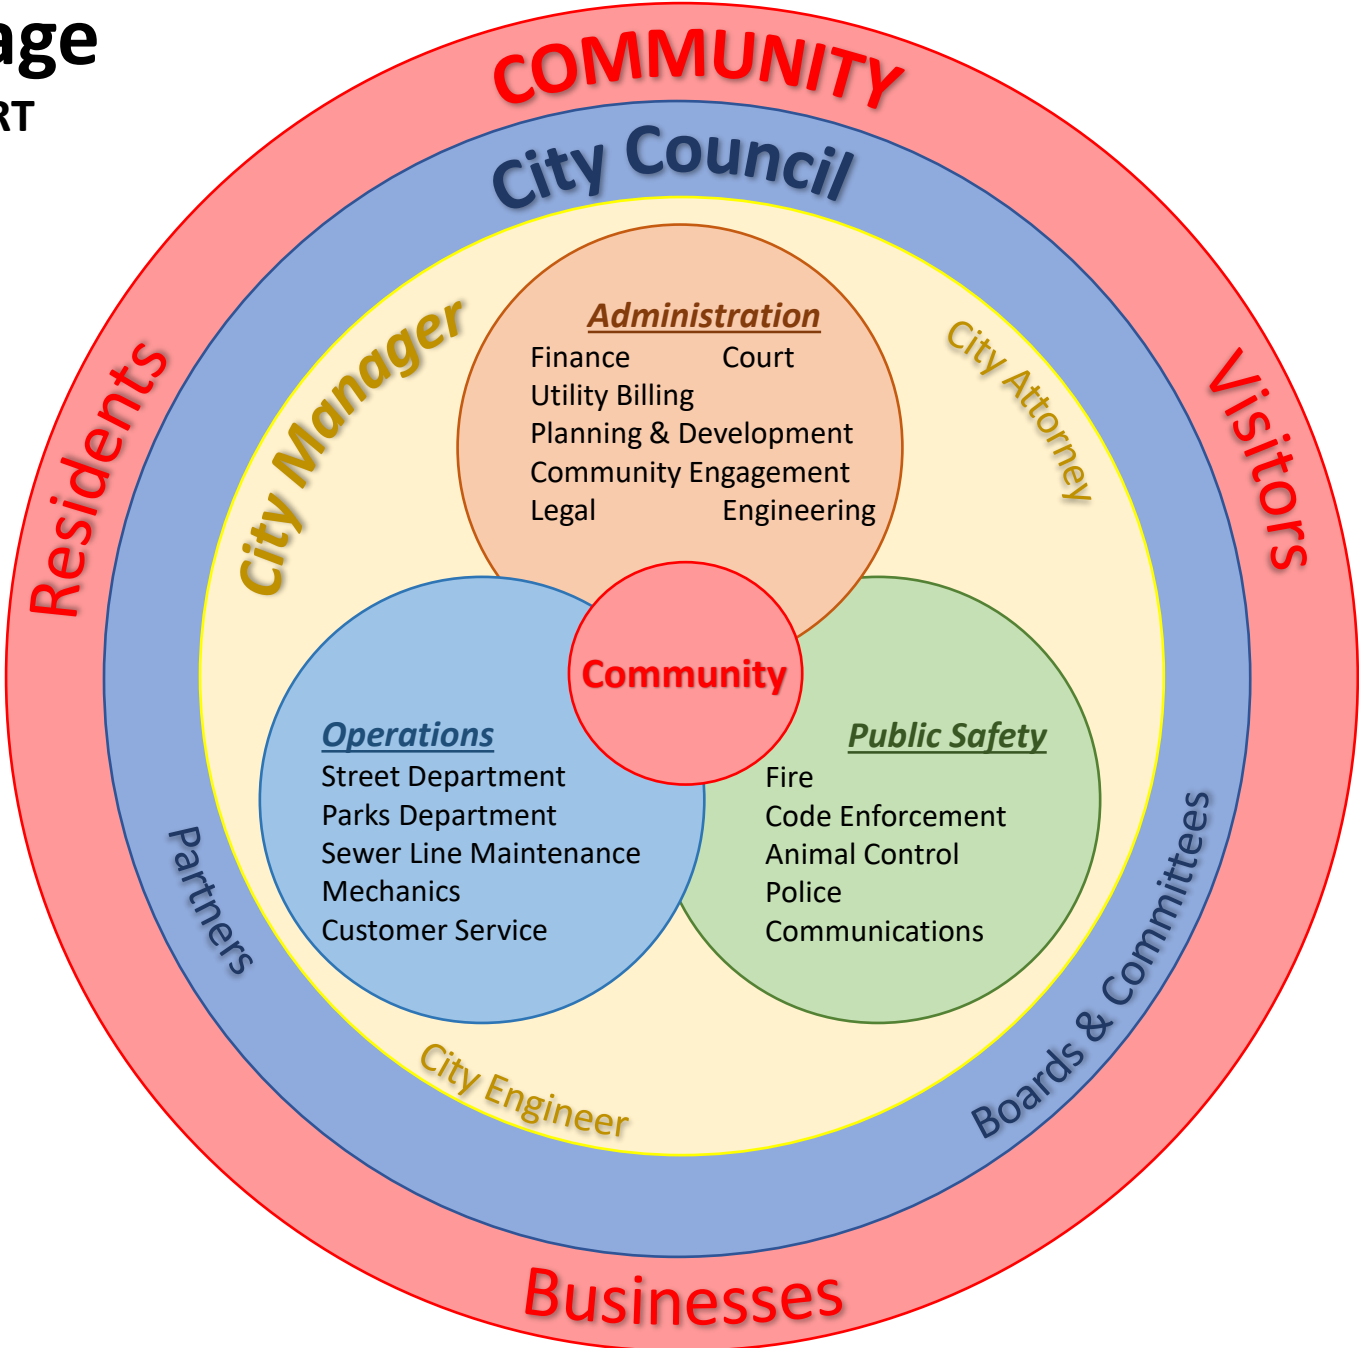 age
RT
COMMUNITY
City Council
City Manager
City Attorney
Residents
Visitors
Administration
Finance Court
Utility Billing
Planning & Development
Community Engagement
Legal Engineering
Community
Operations
Street Department
Parks Department
Sewer Line Maintenance
Mechanics
Customer Service
Public Safety
Fire
Code Enforcement
Animal Control
Police
Communications
Partners
Boards & Committees
City Engineer
Businesses